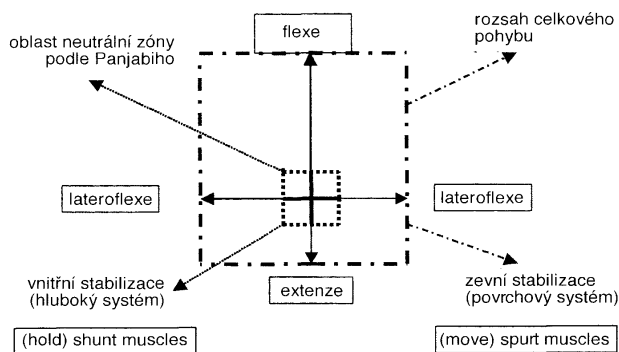 flexe
rozsah celkového
pohybu
oblast neutrální zóny
podle Panjabiho
lateroflexe
lateroflexe
vnitřní stabilizace
(hluboký systém)
extenze
zevní stabilizace
(povrchový systém)
(hold) shunt muscles
(move) spurt muscles